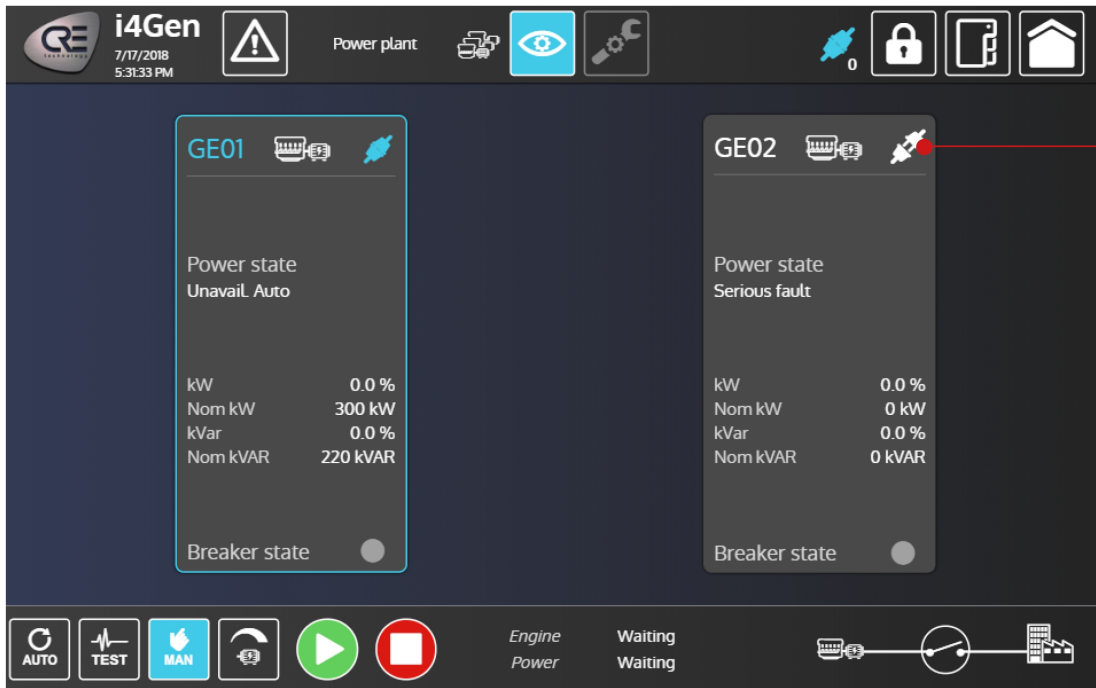 CRE
technology
i4Gen
7/17/2018
5:31:33 PM
Power plant
0
GE01
Power state
Unavail. Auto
kW 0.0 %
Nom kW 300 kW
kVar 0.0 %
Nom kVAR 220 kVAR
Breaker state
GE02
Power state
Serious fault
kW 0.0 %
Nom kW 0 kW
kVar 0.0 %
Nom kVAR 0 kVAR
Breaker state
AUTO
TEST
MAN
Engine Waiting
Power Waiting